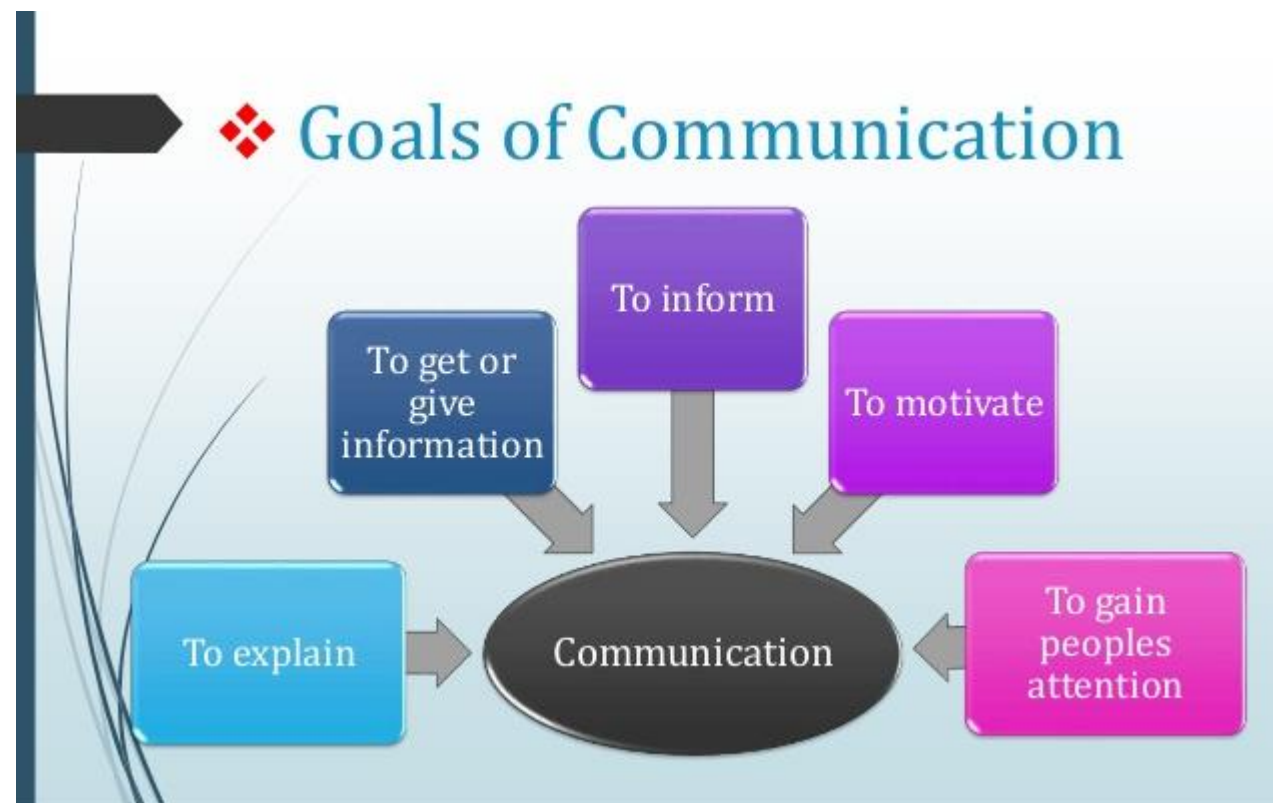 Goals of Communication
To inform
To get or
give
information
To motivate
To explain
Communication
To gain
peoples
attention